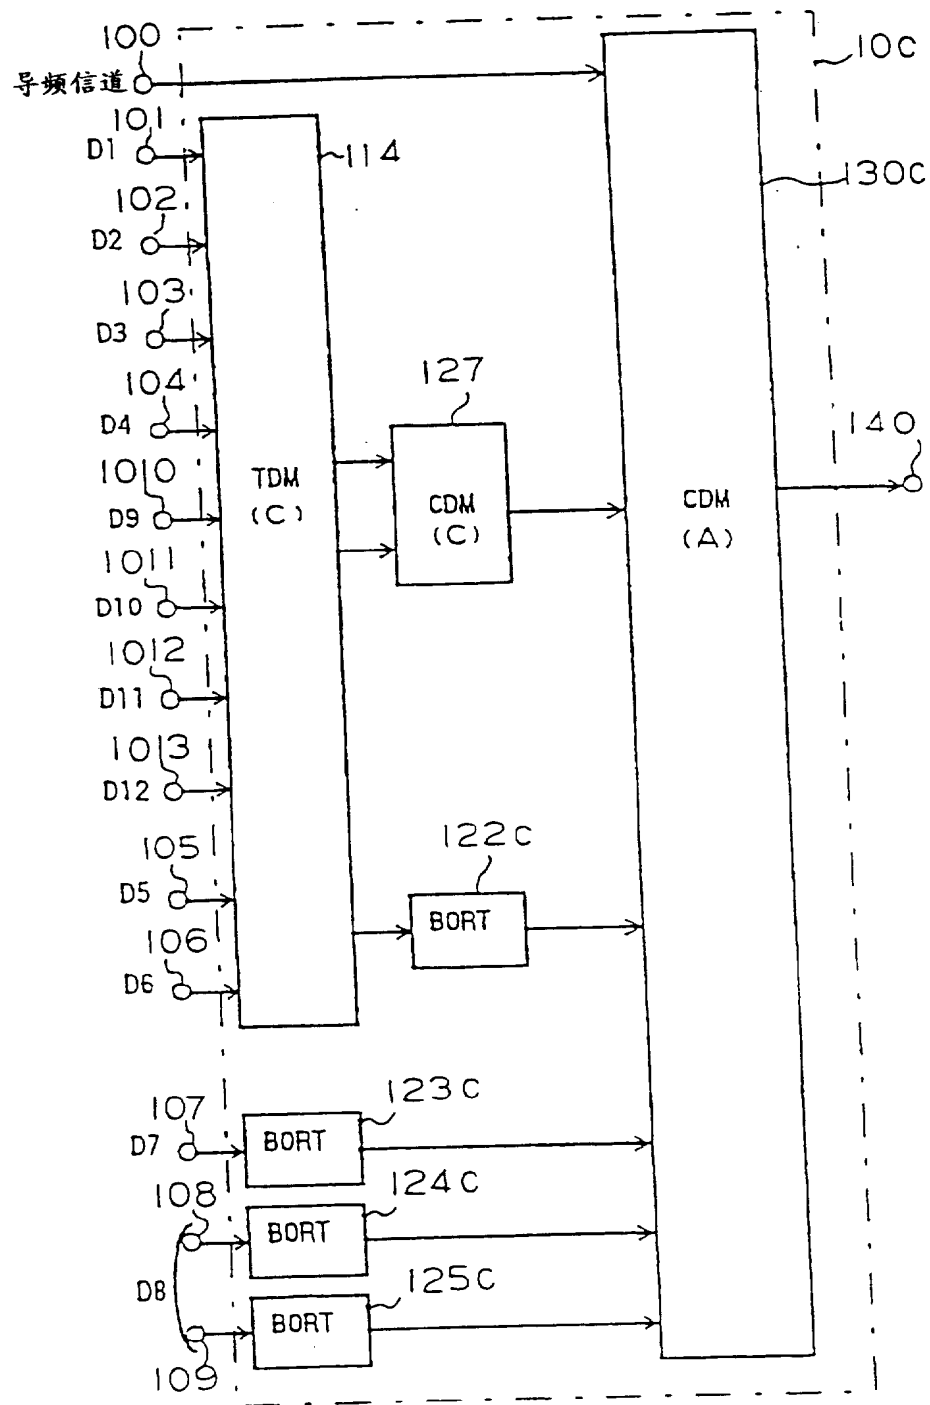 100
10C
导频信道
101
D1
114
130C
102
D2
103
D3
104
D4
127
140
1010
D9
TDM
(C)
CDM
(C)
CDM
(A)
1011
D10
1012
D11
1013
D12
105
D5
122C
BORT
106
D6
107
D7
123C
BORT
108
124C
BORT
D8
125C
BORT
109